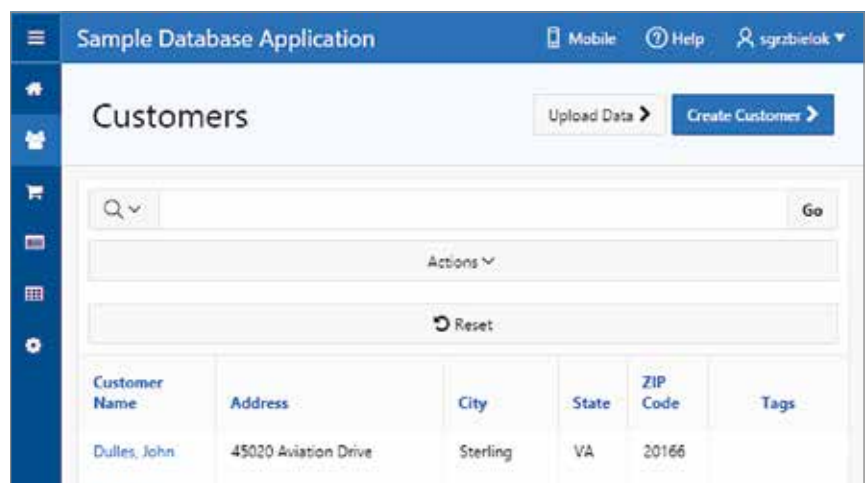 Sample Database Application Mobile Help sgrzbielok
Customers Upload Data Create Customer
Go
Actions
Reset
Customer Name Address City State ZIP Code Tags
Dulles, John 45020 Aviation Drive Sterling VA 20166